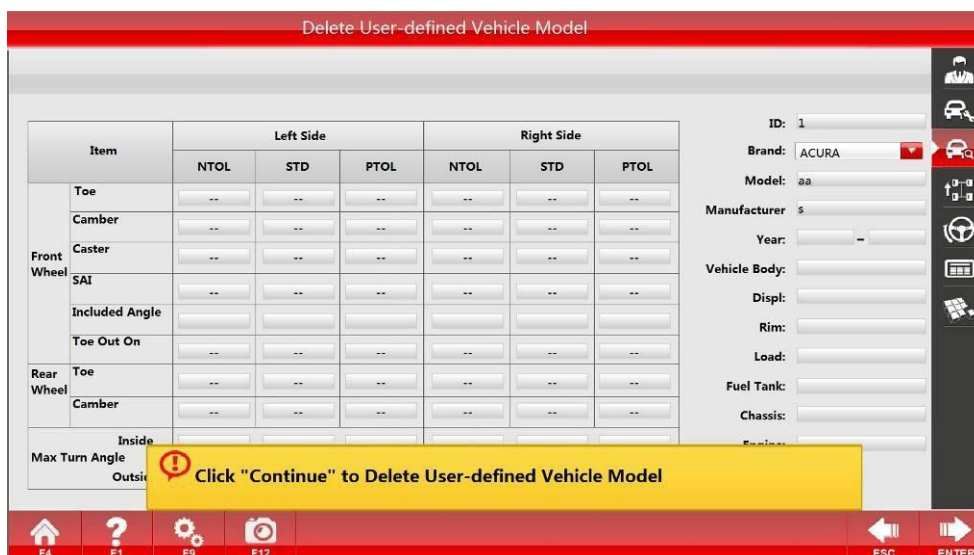 Delete User-defined Vehicle Model
Item
Left Side
Right Side
NTOL STD PTOL NTOL STD PTOL
Front Wheel
Toe -- -- -- -- -- --
Camber -- -- -- -- -- --
Caster -- -- -- -- -- --
SAI -- -- -- -- -- --
Included Angle
Toe Out On -- -- -- -- -- --
Rear Wheel
Toe -- -- -- -- -- --
Camber -- -- -- -- -- --
Inside
Max Turn Angle
Outsi
ID: 1
Brand: ACURA
Model: aa
Manufacturer s
Year: –
Vehicle Body:
Displ:
Rim:
Load:
Fuel Tank:
Chassis:
Engine:
Click "Continue" to Delete User-defined Vehicle Model
F4 F1 F9 F12 ESC ENTER